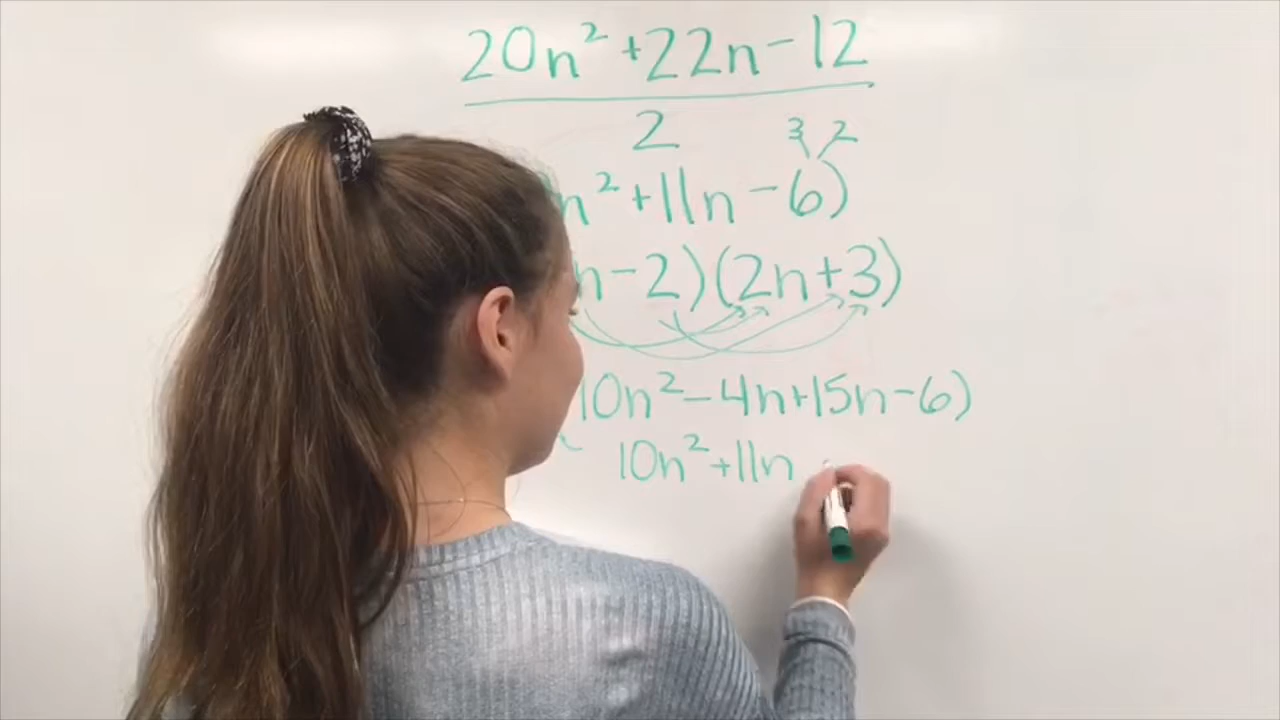 20n² + 22n - 12
2
3 2
n² + 11n - 6)
n - 2)(2n + 3)
10n² - 4n + 15n - 6)
10n² + 11n